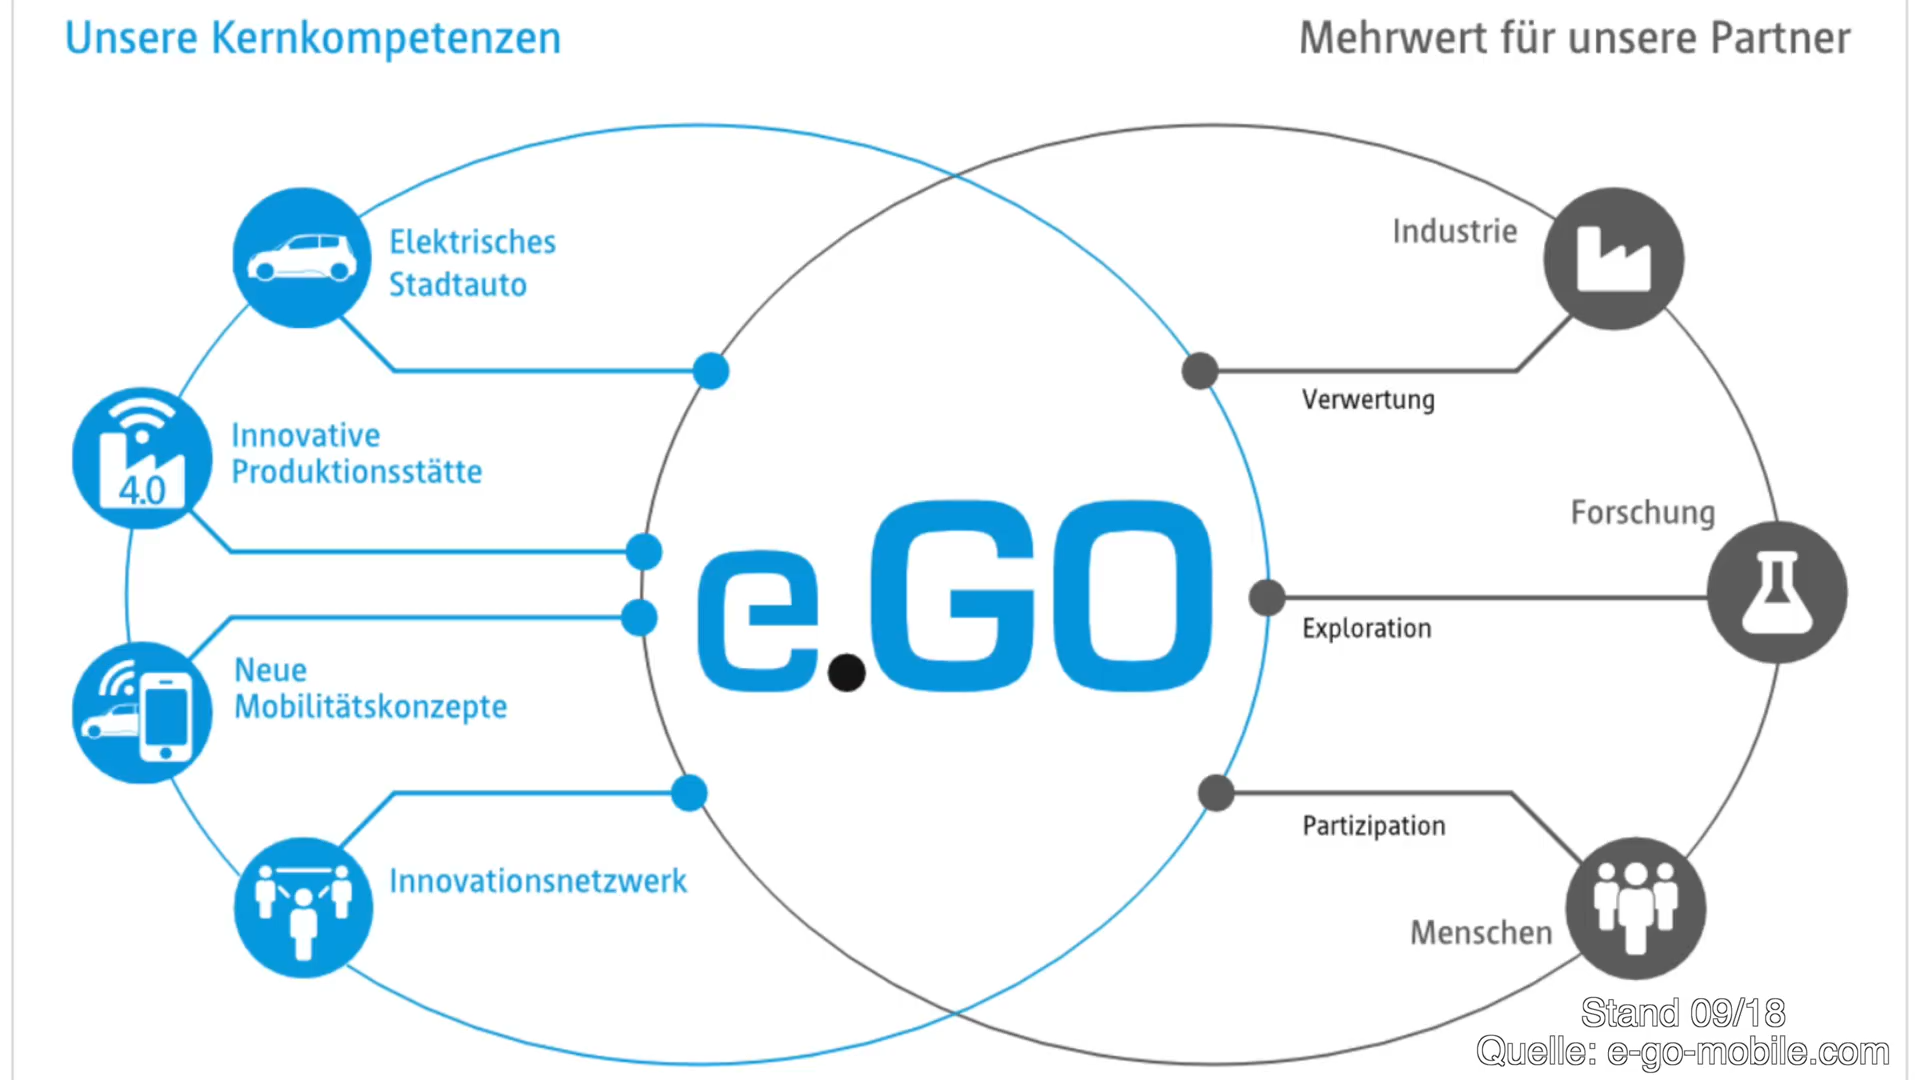 Unsere Kernkompetenzen
Mehrwert für unsere Partner
Elektrisches
Stadtauto
Innovative
Produktionsstätte
4.0
Neue
Mobilitätskonzepte
Innovationsnetzwerk
e.GO
Industrie
Verwertung
Forschung
Exploration
Partizipation
Menschen
Stand 09/18
Quelle: e-go-mobile.com